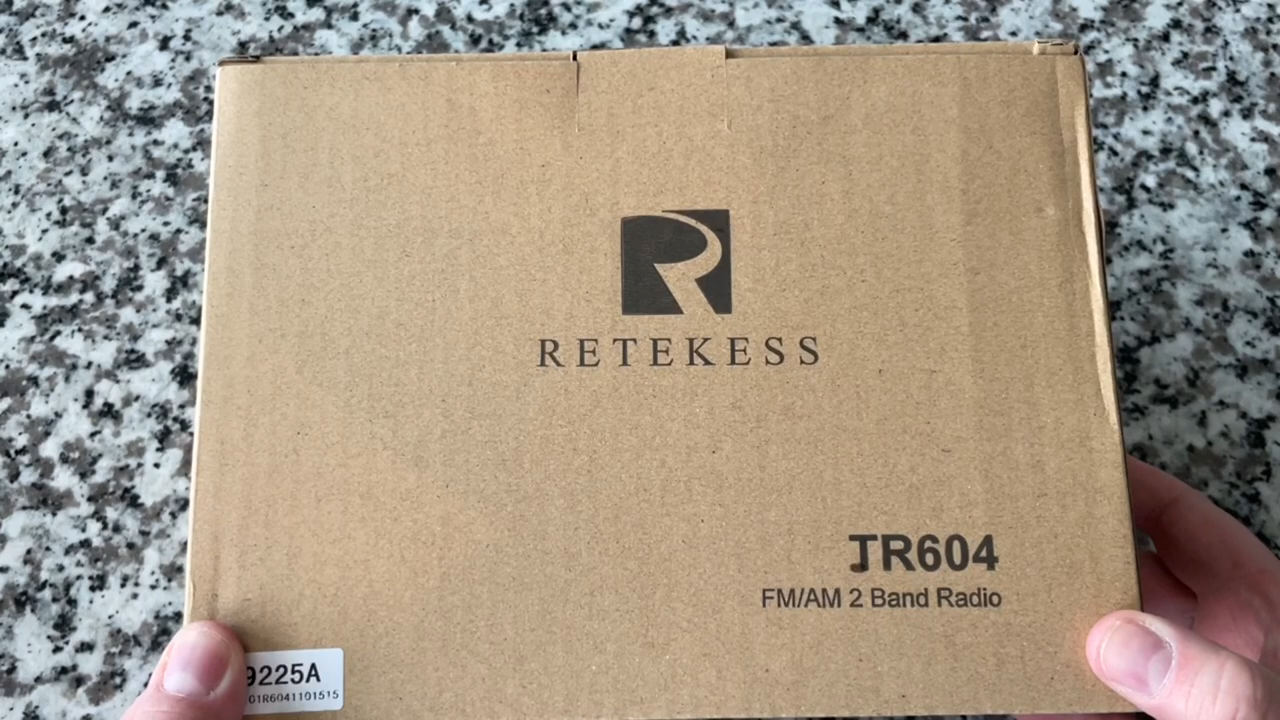 RETEKESS
TR604
FM/AM 2 Band Radio
9225A
01R6041101515